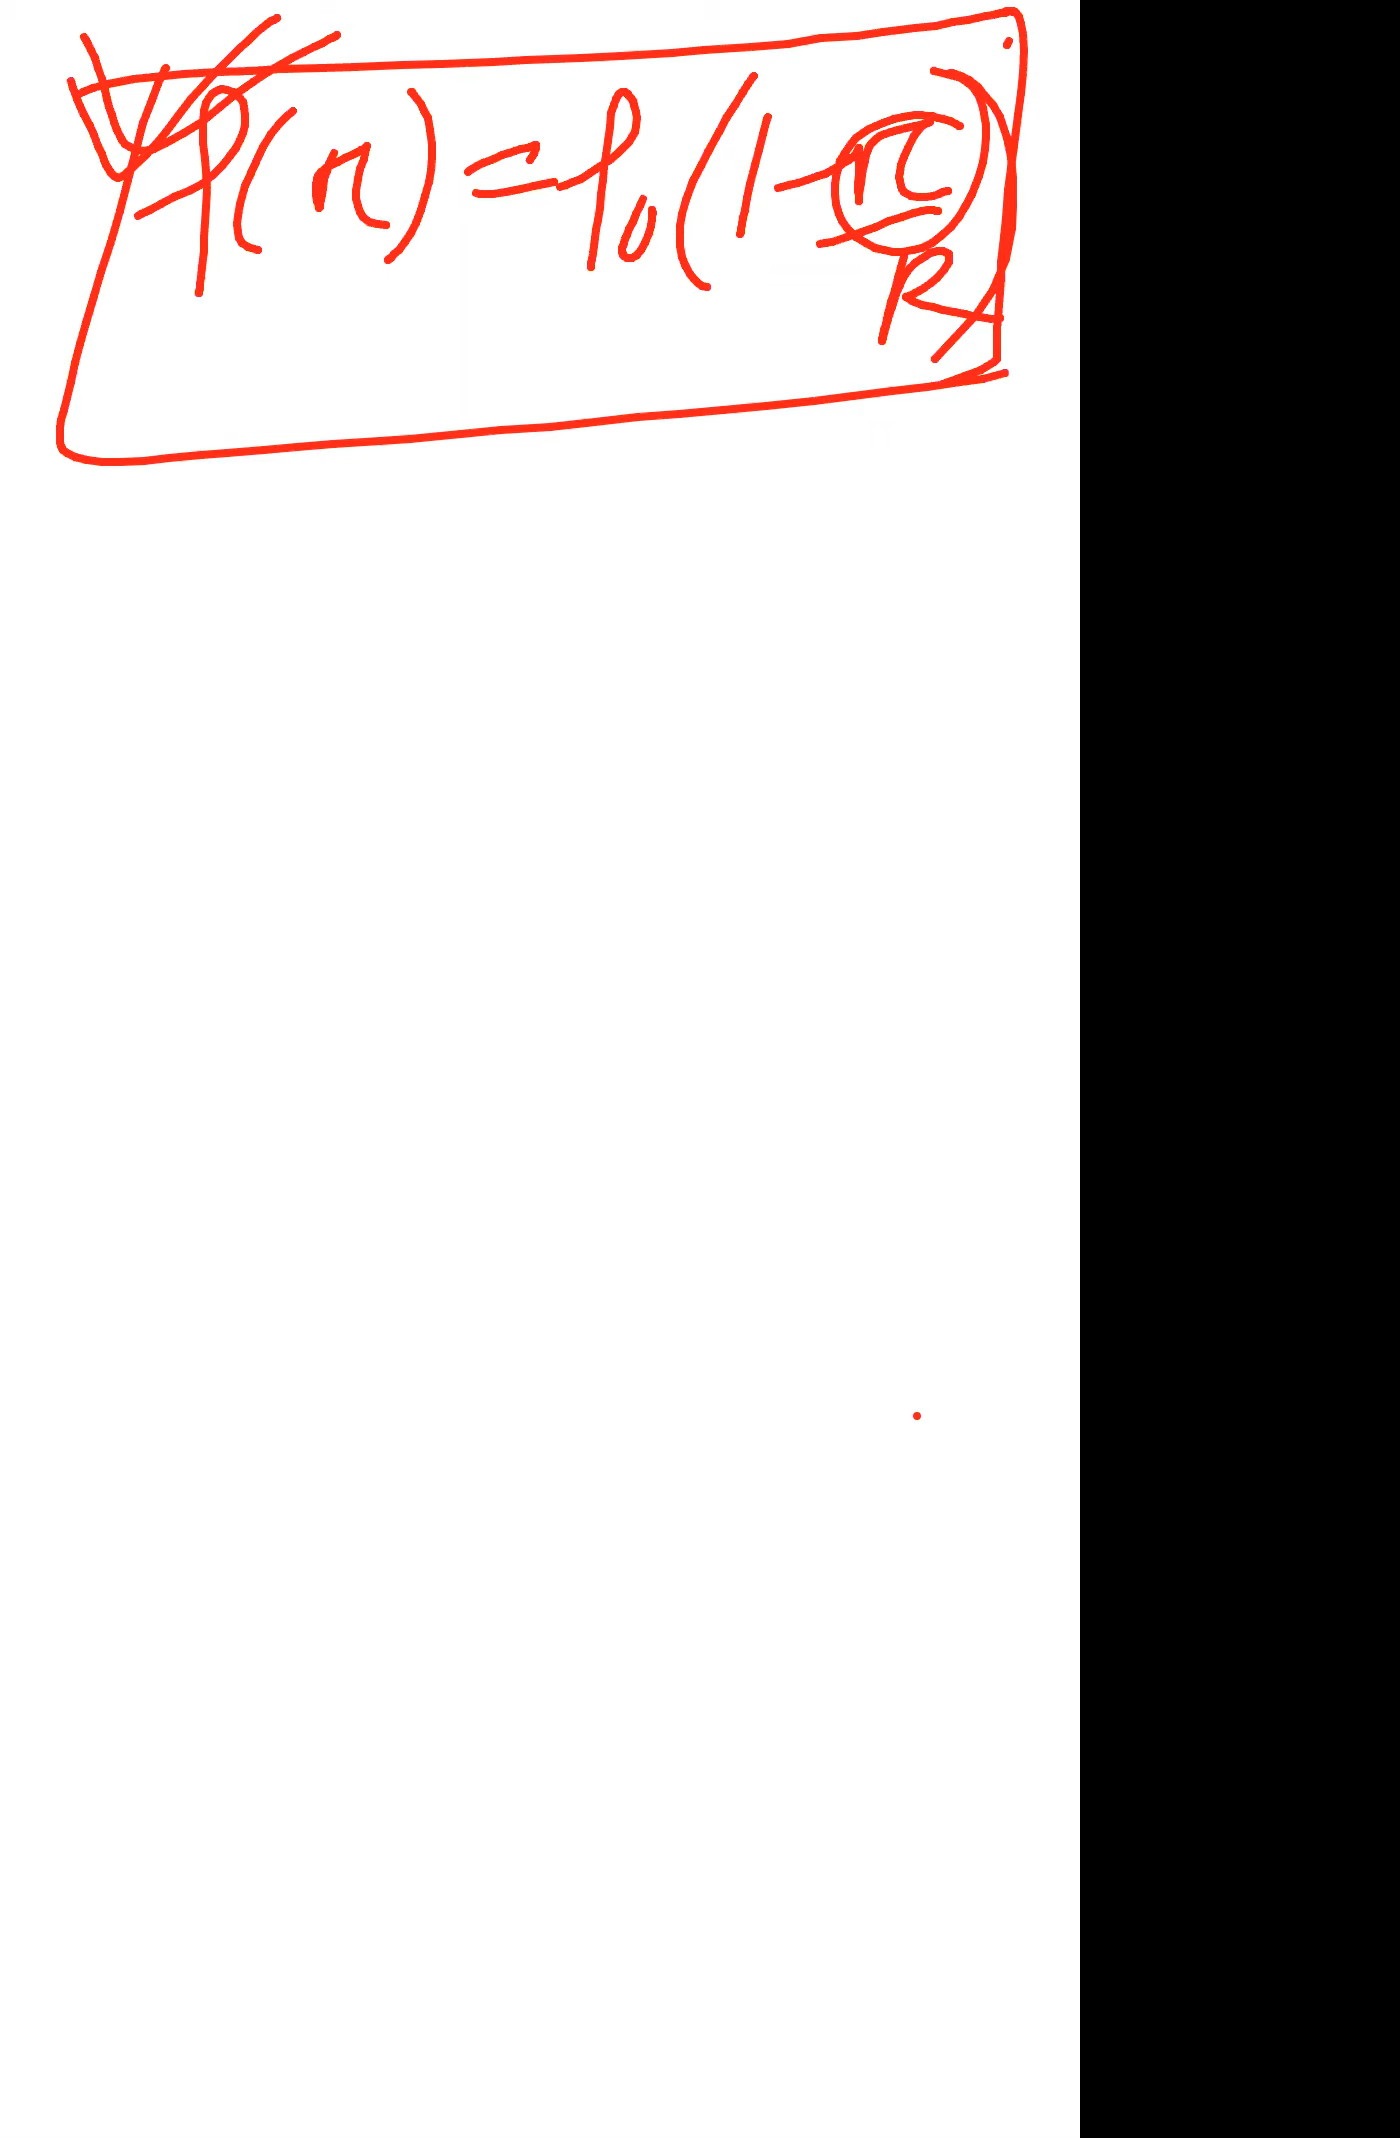 ρ(r) = ρ₀(1 - r/R)